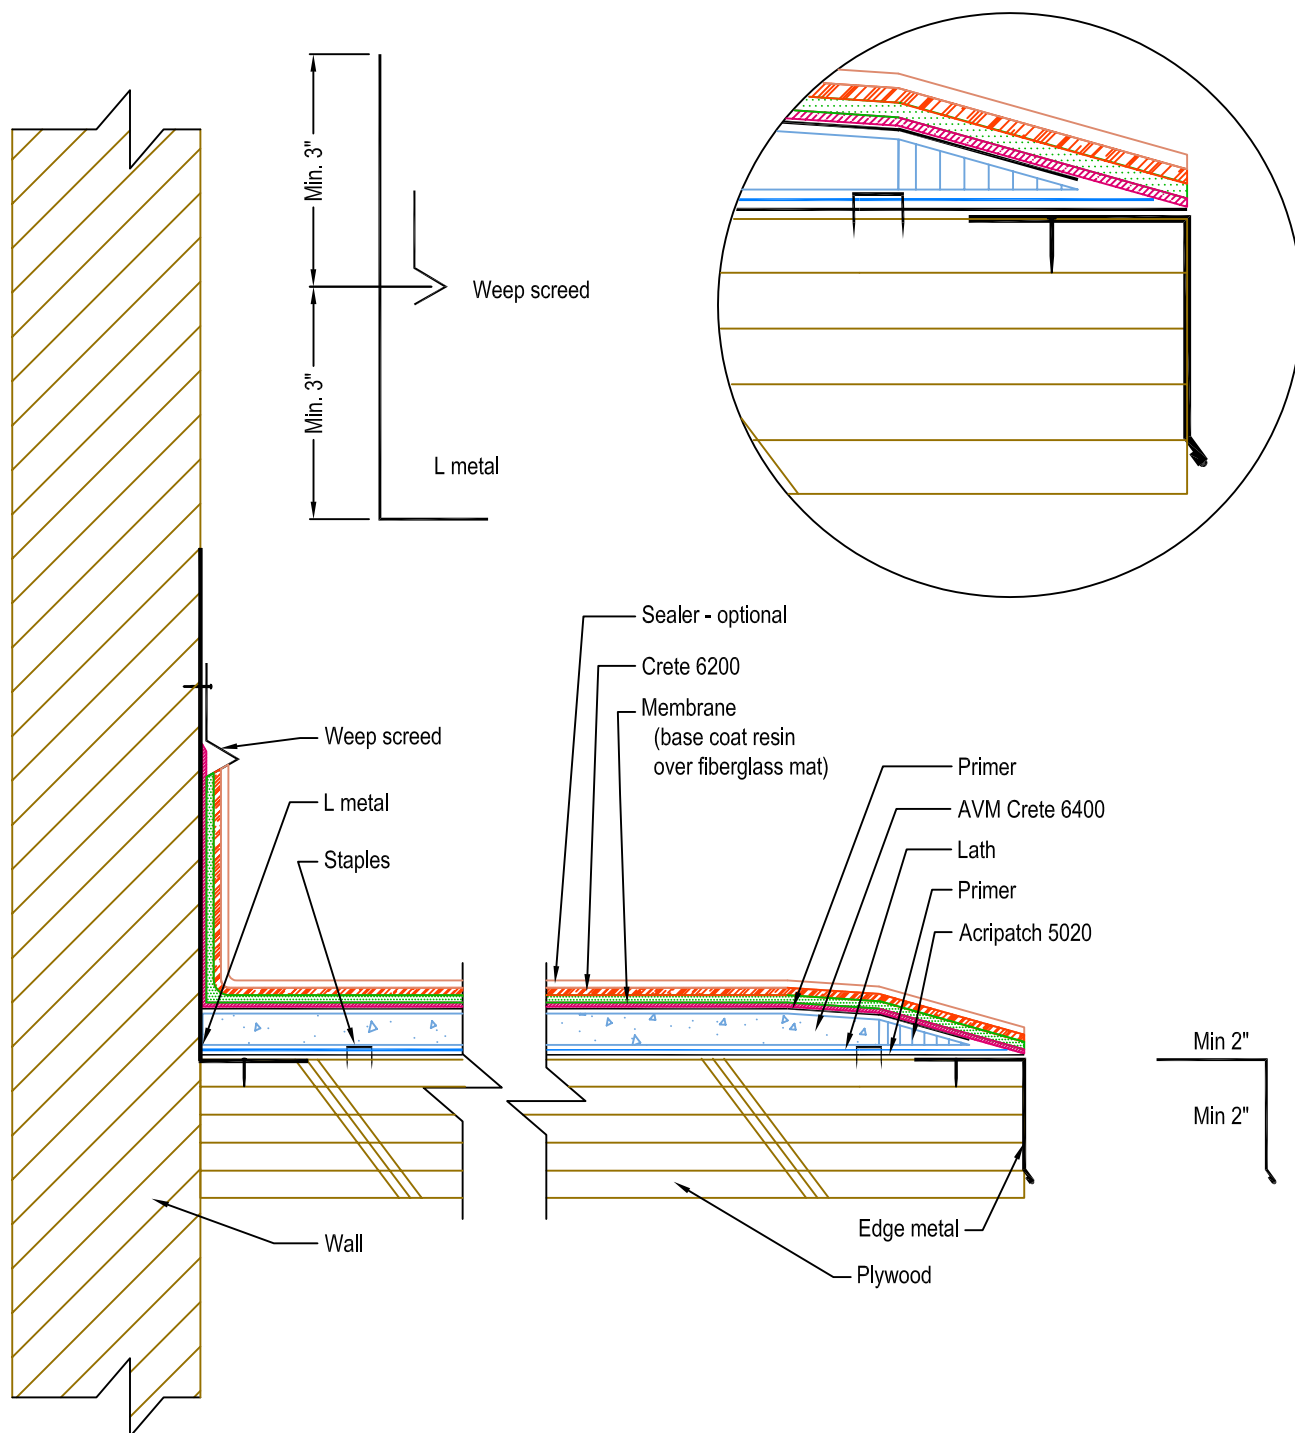 Min. 3"
Weep screed
Min. 3"
L metal
Sealer - optional
Crete 6200
Membrane
(base coat resin
over fiberglass mat)
Weep screed
L metal
Staples
Primer
AVM Crete 6400
Lath
Primer
Acripatch 5020
Min 2"
Min 2"
Edge metal
Wall
Plywood